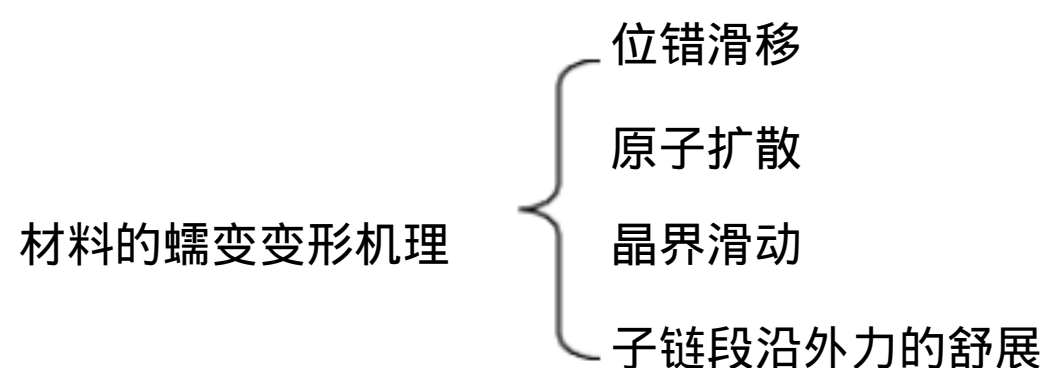 位错滑移
原子扩散
材料的蠕变变形机理
晶界滑动
子链段沿外力的舒展